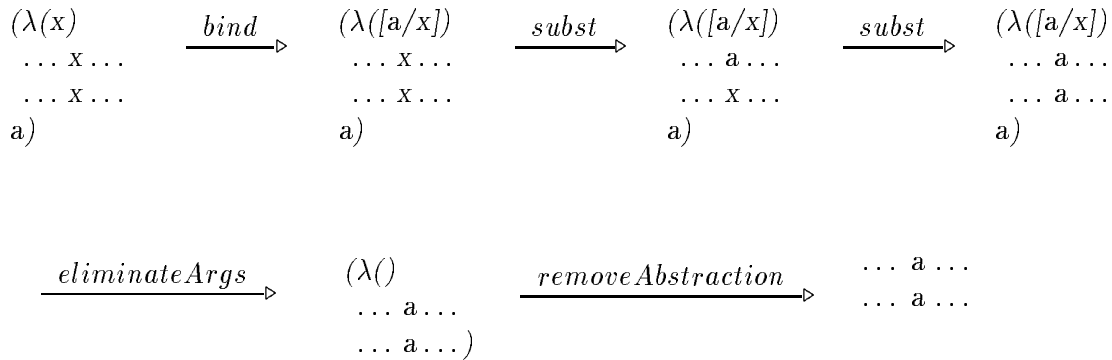 (λ(x) bind (λ([a/x]) subst (λ([a/x]) subst (λ([a/x])
... x ... ... x ... ... a ... ... a ...
... x ... ... x ... ... x ... ... a ...
a) a) a) a)
eliminateArgs (λ() removeAbstraction ... a ...
... a ... ... a ...
... a ... )